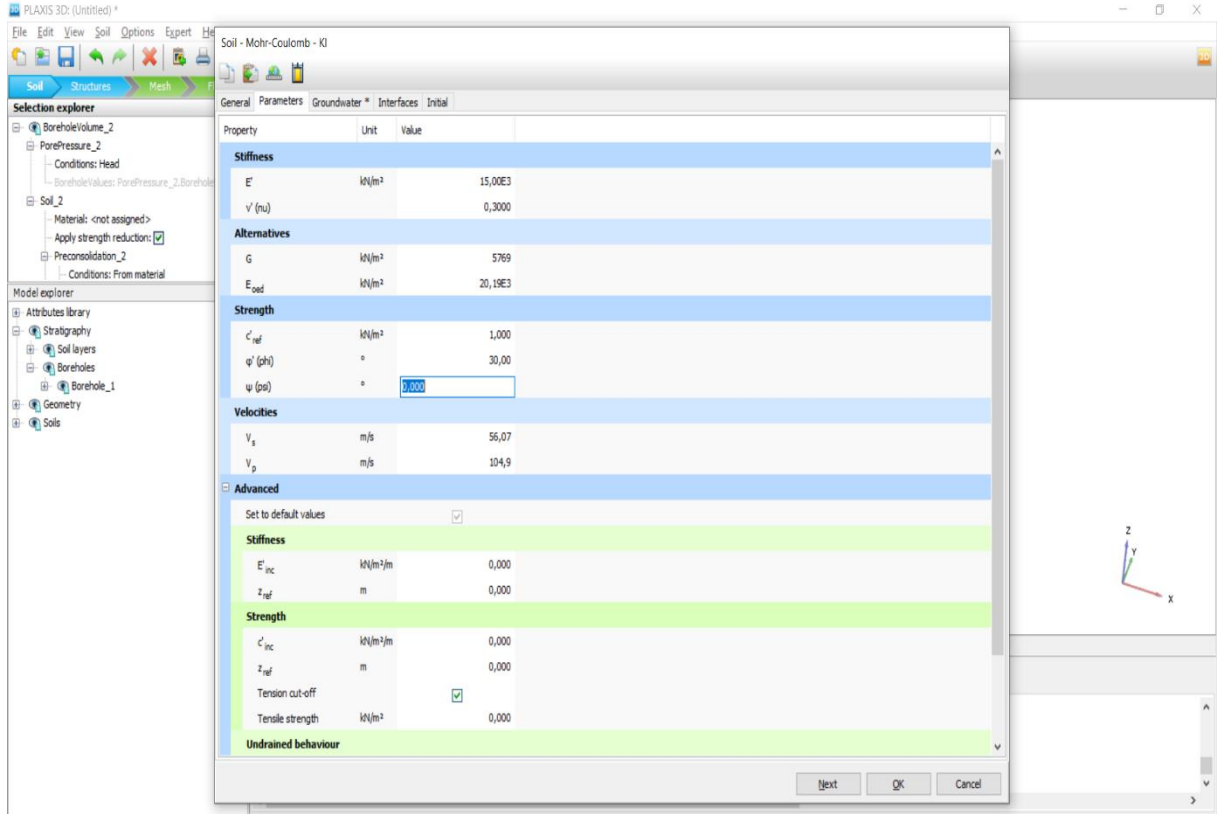 PLAXIS 3D: (Untitled) *
File Edit View Soil Options Expert He
Soil Structures Mesh F
Selection explorer
BoreholeVolume_2
PorePressure_2
Conditions: Head
BoreholeValues: PorePressure_2.Borehole
Soil_2
Material: <not assigned>
Apply strength reduction:
Preconsolidation_2
Conditions: From material
Model explorer
Attributes library
Stratigraphy
Soil layers
Boreholes
Borehole_1
Geometry
Soils
Soil - Mohr-Coulomb - KI
General Parameters Groundwater * Interfaces Initial
Property Unit Value
Stiffness
E' kN/m² 15,00E3
ν' (nu) 0,3000
Alternatives
G kN/m² 5769
E oed kN/m² 20,19E3
Strength
c' ref kN/m² 1,000
φ' (phi) ° 30,00
ψ (psi) ° 0,000
Velocities
V s m/s 56,07
V p m/s 104,9
Advanced
Set to default values
Stiffness
E' inc kN/m²/m 0,000
z ref m 0,000
Strength
c' inc kN/m²/m 0,000
z ref m 0,000
Tension cut-off
Tensile strength kN/m² 0,000
Undrained behaviour
Next OK Cancel
Z
Y
X